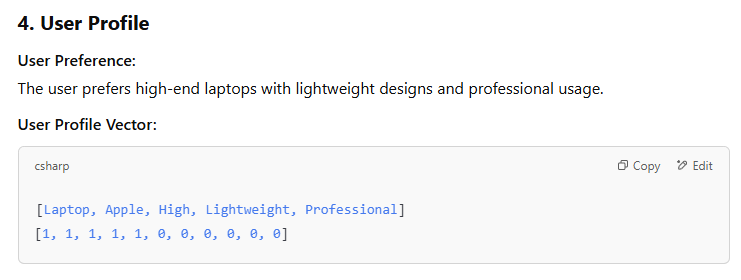 4. User Profile
User Preference:
The user prefers high-end laptops with lightweight designs and professional usage.
User Profile Vector:
csharp Copy Edit
[Laptop, Apple, High, Lightweight, Professional]
[1, 1, 1, 1, 1, 0, 0, 0, 0, 0, 0]